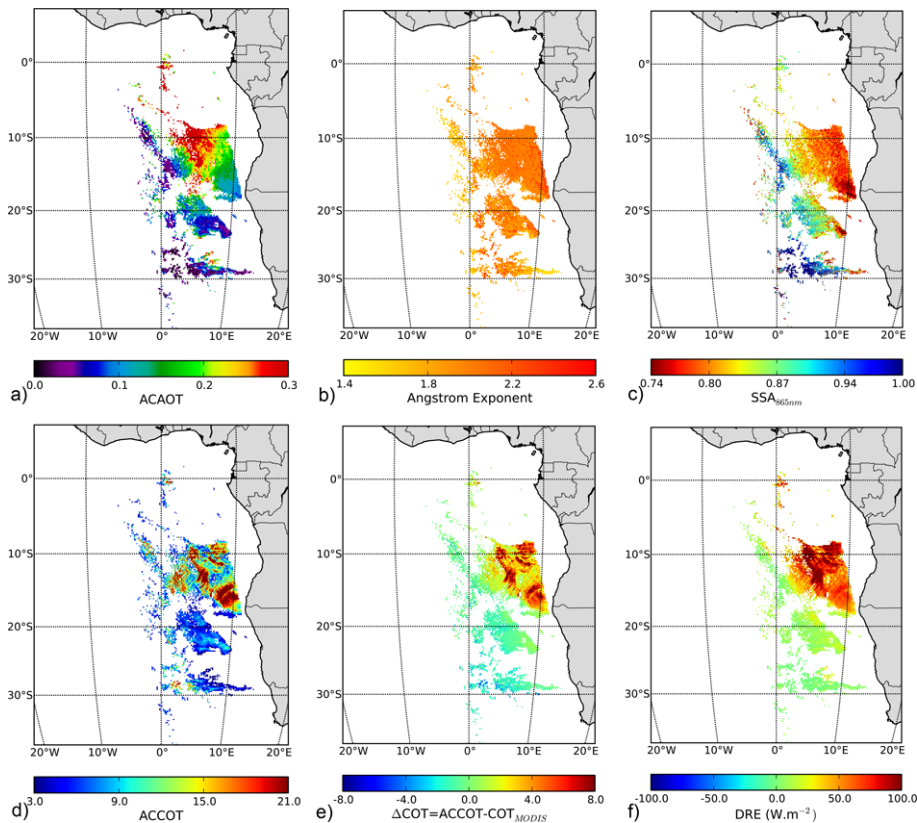 0°
10°S
20°S
30°S
20°W 10°W 0° 10°E 20°E
0.0 0.1 0.2 0.3
a) ACAOT
0°
10°S
20°S
30°S
20°W 10°W 0° 10°E 20°E
1.4 1.8 2.2 2.6
b) Angstrom Exponent
0°
10°S
20°S
30°S
20°W 10°W 0° 10°E 20°E
0.74 0.80 0.87 0.94 1.00
c) SSA865nm
0°
10°S
20°S
30°S
20°W 10°W 0° 10°E 20°E
3.0 9.0 15.0 21.0
d) ACCOT
0°
10°S
20°S
30°S
20°W 10°W 0° 10°E 20°E
-8.0 -4.0 0.0 4.0 8.0
e) ΔCOT=ACCOT-COTMODIS
0°
10°S
20°S
30°S
20°W 10°W 0° 10°E 20°E
-100.0 -50.0 0.0 50.0 100.0
f) DRE (W.m⁻²)